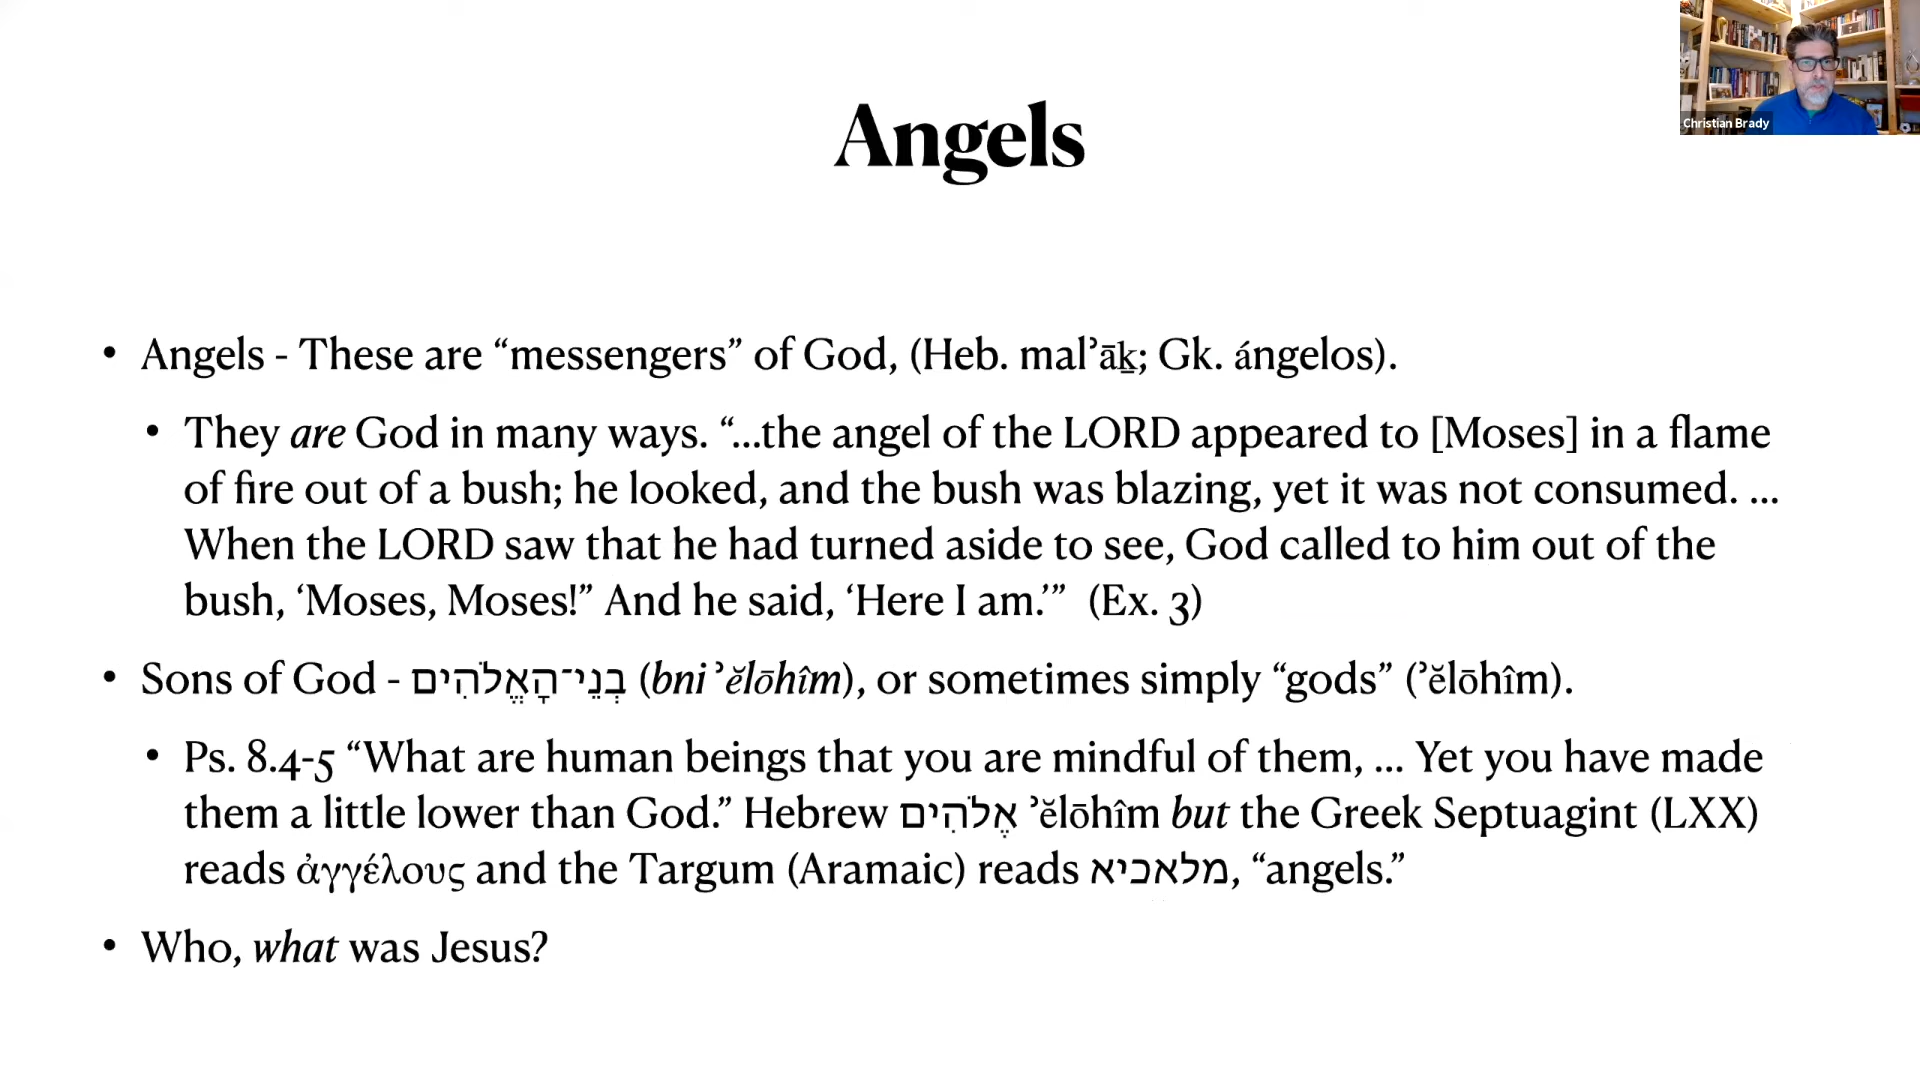 Christian Brady
Angels
• Angels - These are “messengers” of God, (Heb. mal’āḵ; Gk. ángelos).
• They are God in many ways. “…the angel of the LORD appeared to [Moses] in a flame
of fire out of a bush; he looked, and the bush was blazing, yet it was not consumed. …
When the LORD saw that he had turned aside to see, God called to him out of the
bush, ‘Moses, Moses!” And he said, ‘Here I am.’” (Ex. 3)
• Sons of God - בְּנֵי־הָאֱלֹהִים (bni ʾĕlōhîm), or sometimes simply “gods” (ʾĕlōhîm).
• Ps. 8.4-5 “What are human beings that you are mindful of them, … Yet you have made
them a little lower than God.” Hebrew אֱלֹהִים ʾĕlōhîm but the Greek Septuagint (LXX)
reads ἀγγέλους and the Targum (Aramaic) reads מלאכיא, “angels.”
• Who, what was Jesus?